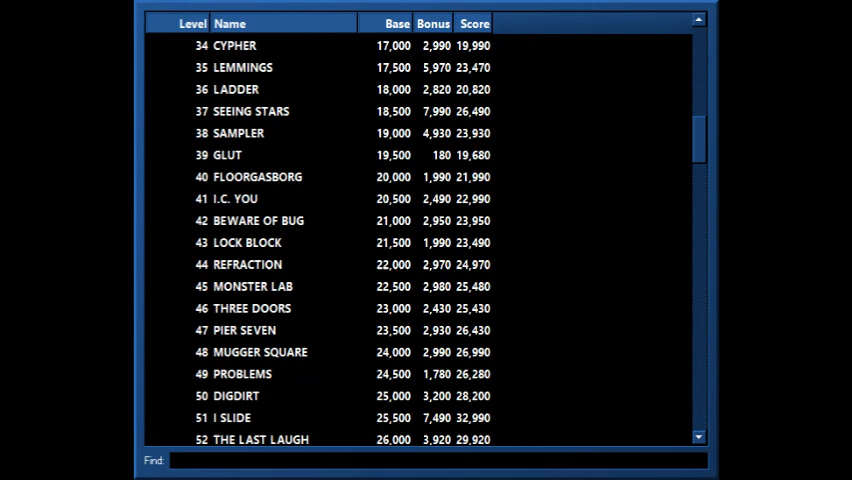 Level Name Base Bonus Score
34 CYPHER 17,000 2,990 19,990
35 LEMMINGS 17,500 5,970 23,470
36 LADDER 18,000 2,820 20,820
37 SEEING STARS 18,500 7,990 26,490
38 SAMPLER 19,000 4,930 23,930
39 GLUT 19,500 180 19,680
40 FLOORGASBORG 20,000 1,990 21,990
41 I.C. YOU 20,500 2,490 22,990
42 BEWARE OF BUG 21,000 2,950 23,950
43 LOCK BLOCK 21,500 1,990 23,490
44 REFRACTION 22,000 2,970 24,970
45 MONSTER LAB 22,500 2,980 25,480
46 THREE DOORS 23,000 2,430 25,430
47 PIER SEVEN 23,500 2,930 26,430
48 MUGGER SQUARE 24,000 2,990 26,990
49 PROBLEMS 24,500 1,780 26,280
50 DIGDIRT 25,000 3,200 28,200
51 I SLIDE 25,500 7,490 32,990
52 THE LAST LAUGH 26,000 3,920 29,920
Find: